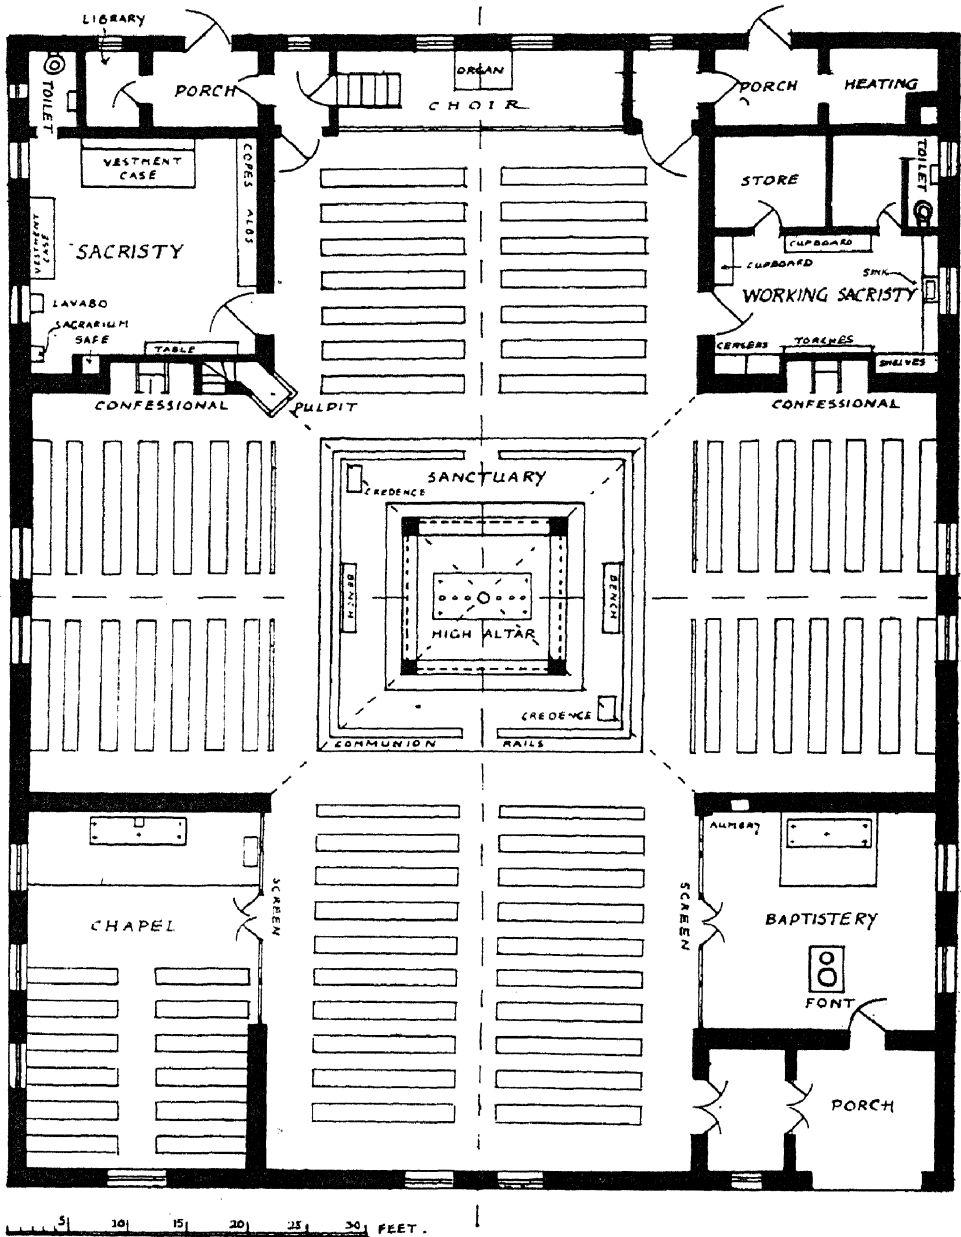 LIBRARY
TOILET
PORCH
ORGAN
CHOIR
PORCH
HEATING
VESTMENT
CASE
COPES ALBS
STORE
TOILET
VESTMENT
CASE
SACRISTY
CUPBOARD
CUPBOARD
SINK
WORKING SACRISTY
LAVABO
SACRARIUM
SAFE
TABLE
CENSERS
TORCHES
SHELVES
CONFESSIONAL
PULPIT
CONFESSIONAL
SANCTUARY
CREDENCE
BENCH
BENCH
HIGH ALTAR
CREDENCE
COMMUNION RAILS
AUMBRY
SCREEN
SCREEN
CHAPEL
BAPTISTERY
FONT
PORCH
5 10 15 20 25 30 FEET.